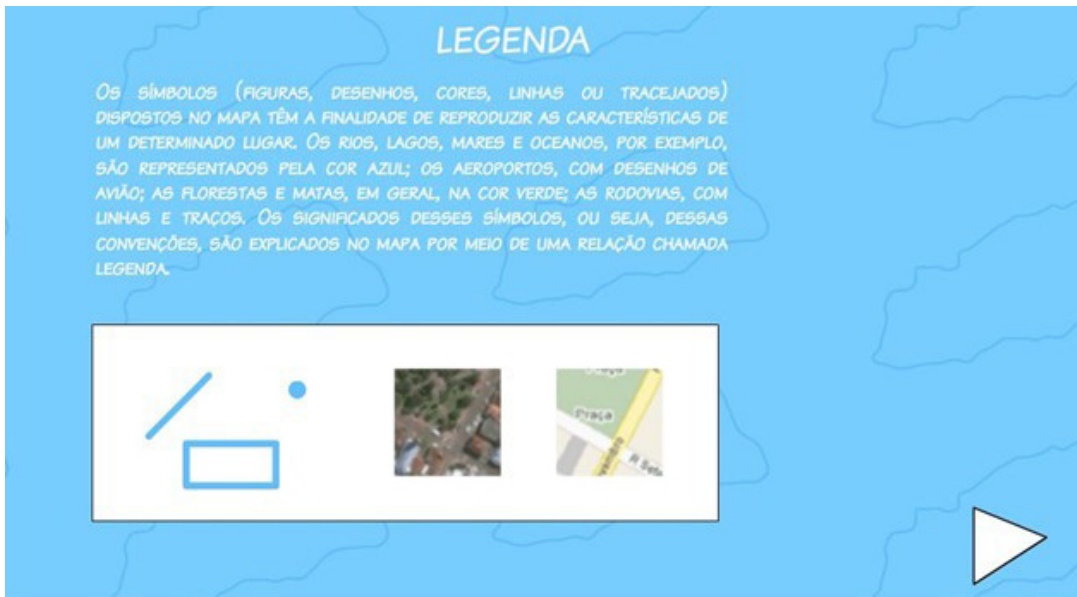 LEGENDA
OS SÍMBOLOS (FIGURAS, DESENHOS, CORES, LINHAS OU TRACEJADOS)
DISPOSTOS NO MAPA TÊM A FINALIDADE DE REPRODUZIR AS CARACTERÍSTICAS DE
UM DETERMINADO LUGAR. OS RIOS, LAGOS, MARES E OCEANOS, POR EXEMPLO,
SÃO REPRESENTADOS PELA COR AZUL; OS AEROPORTOS, COM DESENHOS DE
AVIÃO; AS FLORESTAS E MATAS, EM GERAL, NA COR VERDE; AS RODOVIAS, COM
LINHAS E TRAÇOS. OS SIGNIFICADOS DESSES SÍMBOLOS, OU SEJA, DESSAS
CONVENÇÕES, SÃO EXPLICADOS NO MAPA POR MEIO DE UMA RELAÇÃO CHAMADA
LEGENDA.
Praça
R Sete